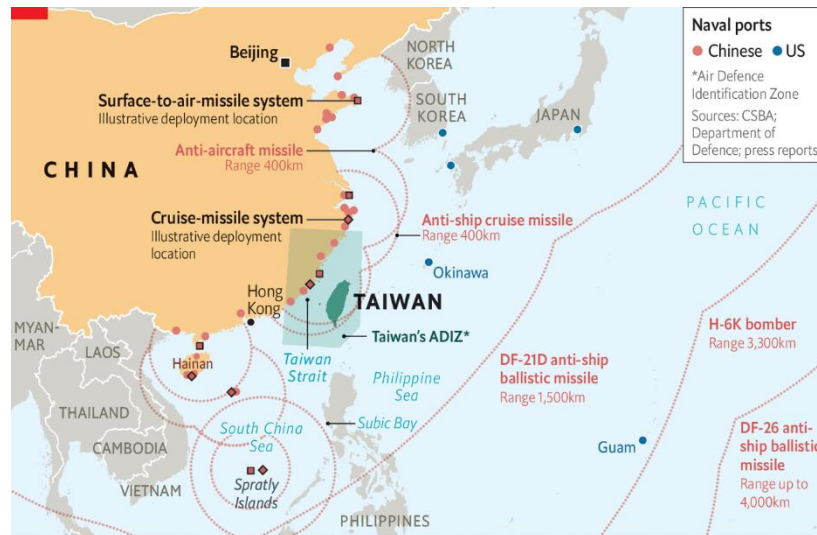 Beijing
NORTH
KOREA
Naval ports
Chinese US
*Air Defence
Identification Zone
Sources: CSBA;
Department of
Defence; press reports
Surface-to-air-missile system
Illustrative deployment location
SOUTH
KOREA
JAPAN
Anti-aircraft missile
Range 400km
CHINA
PACIFIC
OCEAN
Cruise-missile system
Illustrative deployment
location
Anti-ship cruise missile
Range 400km
Okinawa
Hong
Kong
TAIWAN
MYAN-
MAR
LAOS
Hainan
Taiwan
Strait
Taiwan's ADIZ*
H-6K bomber
Range 3,300km
DF-21D anti-ship
ballistic missile
Range 1,500km
Philippine
Sea
THAILAND
CAMBODIA
VIETNAM
South China
Sea
Subic Bay
Guam
DF-26 anti-
ship ballistic
missile
Range up to
4,000km
Spratly
Islands
PHILIPPINES